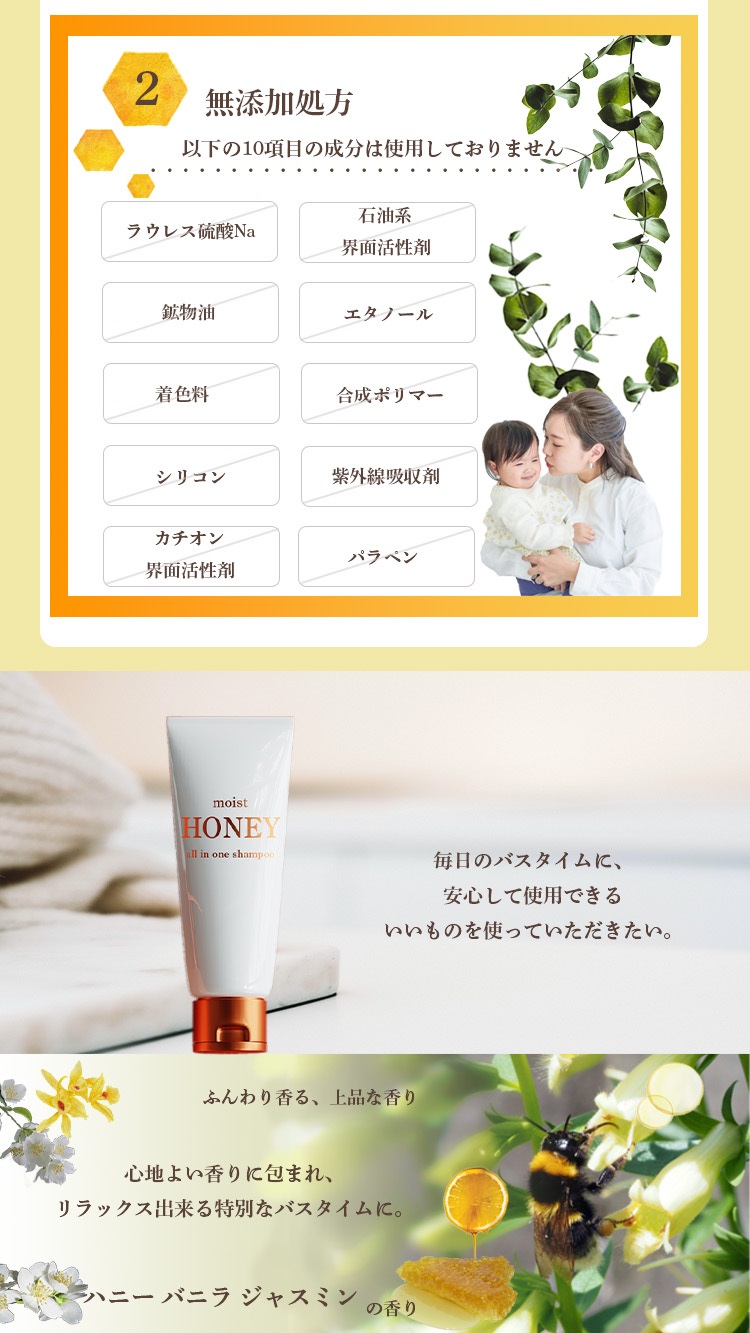 2
無添加処方
以下の10項目の成分は使用しておりません
ラウレス硫酸Na
石油系
界面活性剤
鉱物油
エタノール
着色料
合成ポリマー
シリコン
紫外線吸収剤
カチオン
界面活性剤
パラベン
moist
HONEY
all in one shampoo
毎日のバスタイムに、
安心して使用できる
いいものを使っていただきたい。
ふんわり香る、上品な香り
心地よい香りに包まれ、
リラックス出来る特別なバスタイムに。
ハニー バニラ ジャスミン の香り